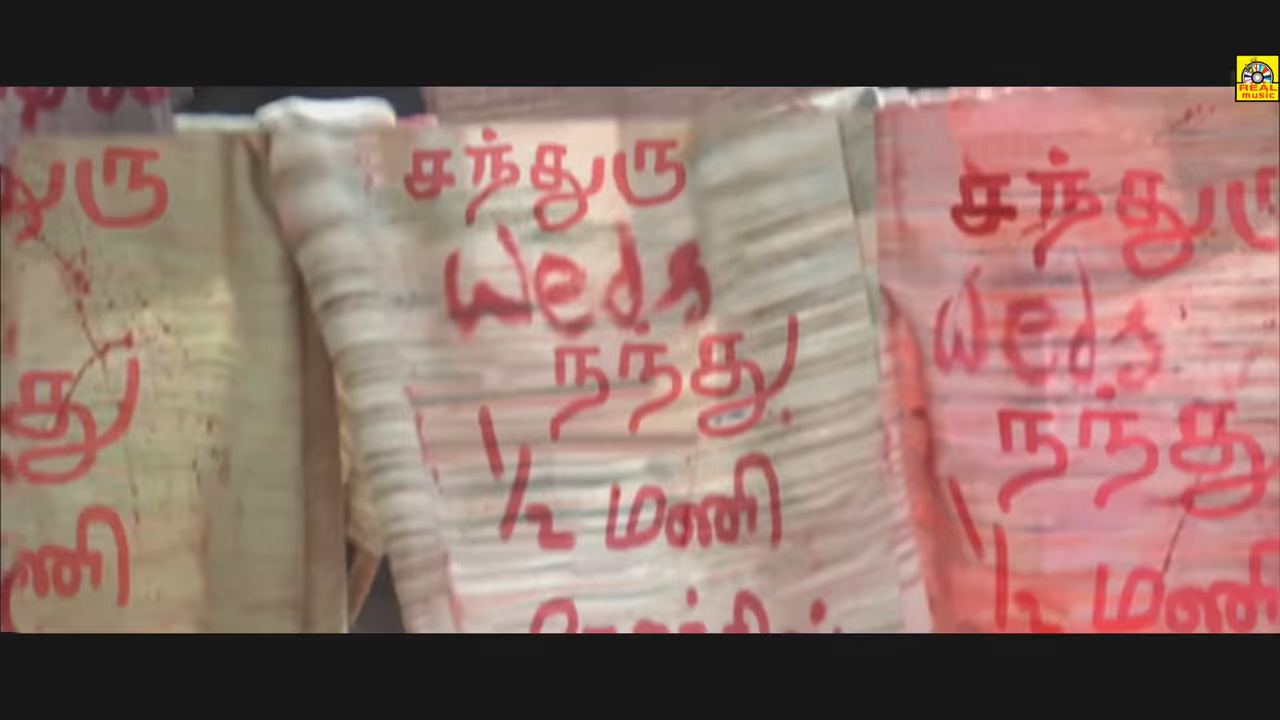 REAL
music
துரு
து
ணி
சந்துரு
Weds
நந்து
1/2 மணி
சந்துரு
Weds
நந்து
1/2 மணி